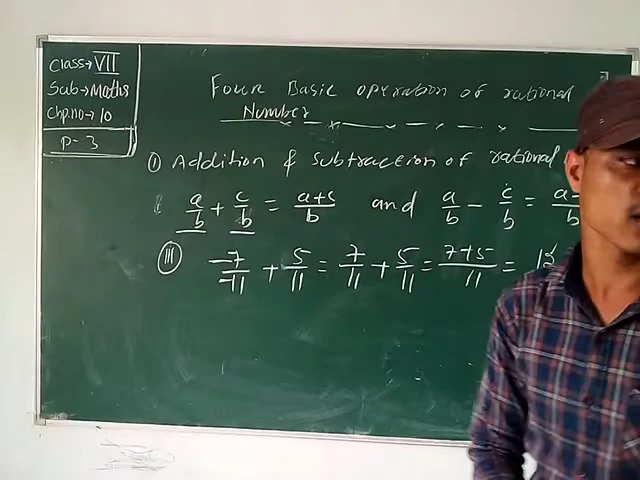 Class→ VII
Sub→Maths
Chp.no→10
P-3
Four Basic operation of rational
Number
① Addition & Subtraction of rational
a/b + c/b = a+c/b and a/b - c/b =
(iii) -7/-11 + 5/11 = 7/11 + 5/11 = 7+5/11 = 12